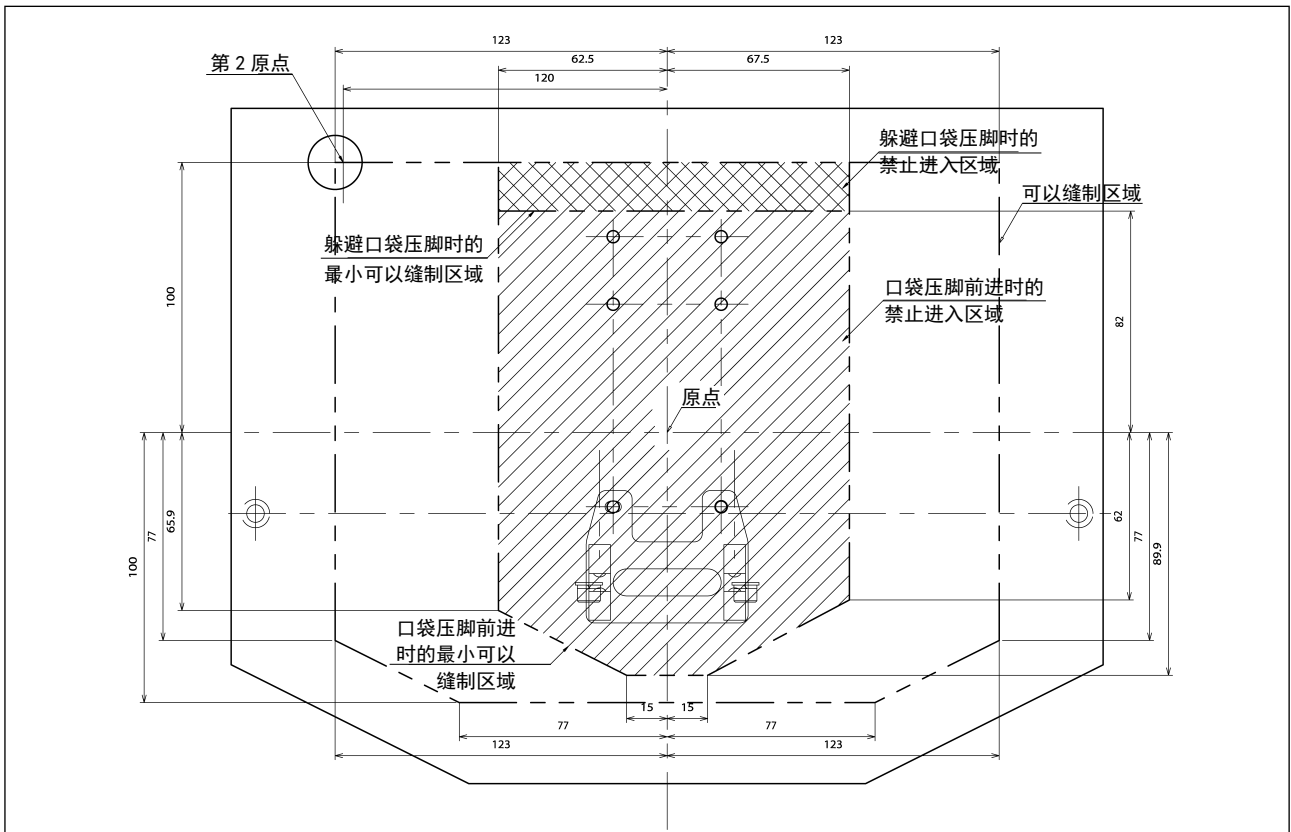 123
123
62.5
67.5
120
第 2 原点
躲避口袋压脚时的
禁止进入区域
可以缝制区域
躲避口袋压脚时的
最小可以缝制区域
口袋压脚前进时的
禁止进入区域
100
82
原点
100
77
65.9
62
77
89.9
口袋压脚前进
时的最小可以
缝制区域
15
15
77
77
123
123